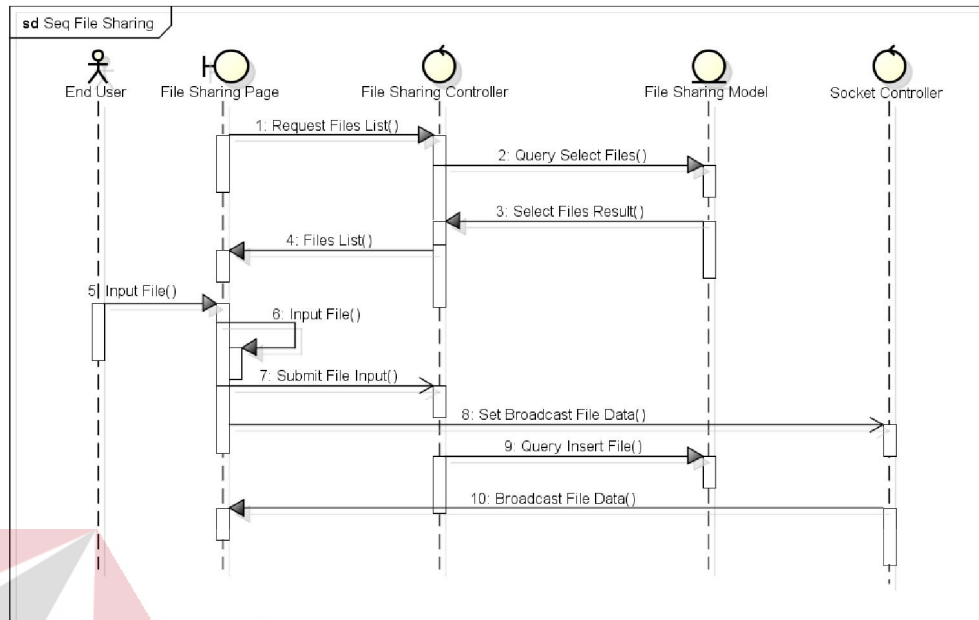 sd Seq File Sharing
End User
File Sharing Page
File Sharing Controller
File Sharing Model
Socket Controller
1: Request Files List()
2: Query Select Files()
3: Select Files Result()
4: Files List()
5: Input File()
6: Input File()
7: Submit File Input()
8: Set Broadcast File Data()
9: Query Insert File()
10: Broadcast File Data()